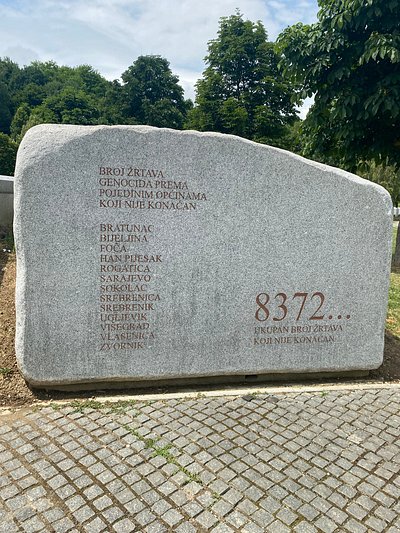 BROJ ŽRTAVA
GENOCIDA PREMA
POJEDINIM OPĆINAMA
KOJI NIJE KONAČAN
BRATUNAC
BIJELJINA
FOČA
HAN PIJESAK
ROGATICA
SARAJEVO
SOKOLAC
SREBRENICA
SREBRENIK
UGLJEVIK
VIŠEGRAD
VLASENICA
ZVORNIK
8372...
UKUPAN BROJ ŽRTAVA
KOJI NIJE KONAČAN